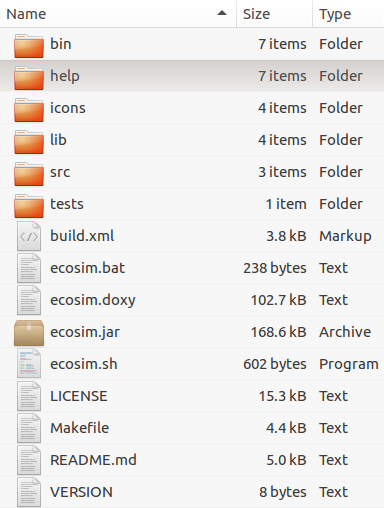 Name Size Type
bin 7 items Folder
help 7 items Folder
icons 4 items Folder
lib 4 items Folder
src 3 items Folder
tests 1 item Folder
build.xml 3.8 kB Markup
ecosim.bat 238 bytes Text
ecosim.doxy 102.7 kB Text
ecosim.jar 168.6 kB Archive
ecosim.sh 602 bytes Program
LICENSE 15.3 kB Text
Makefile 4.4 kB Text
README.md 5.0 kB Text
VERSION 8 bytes Text